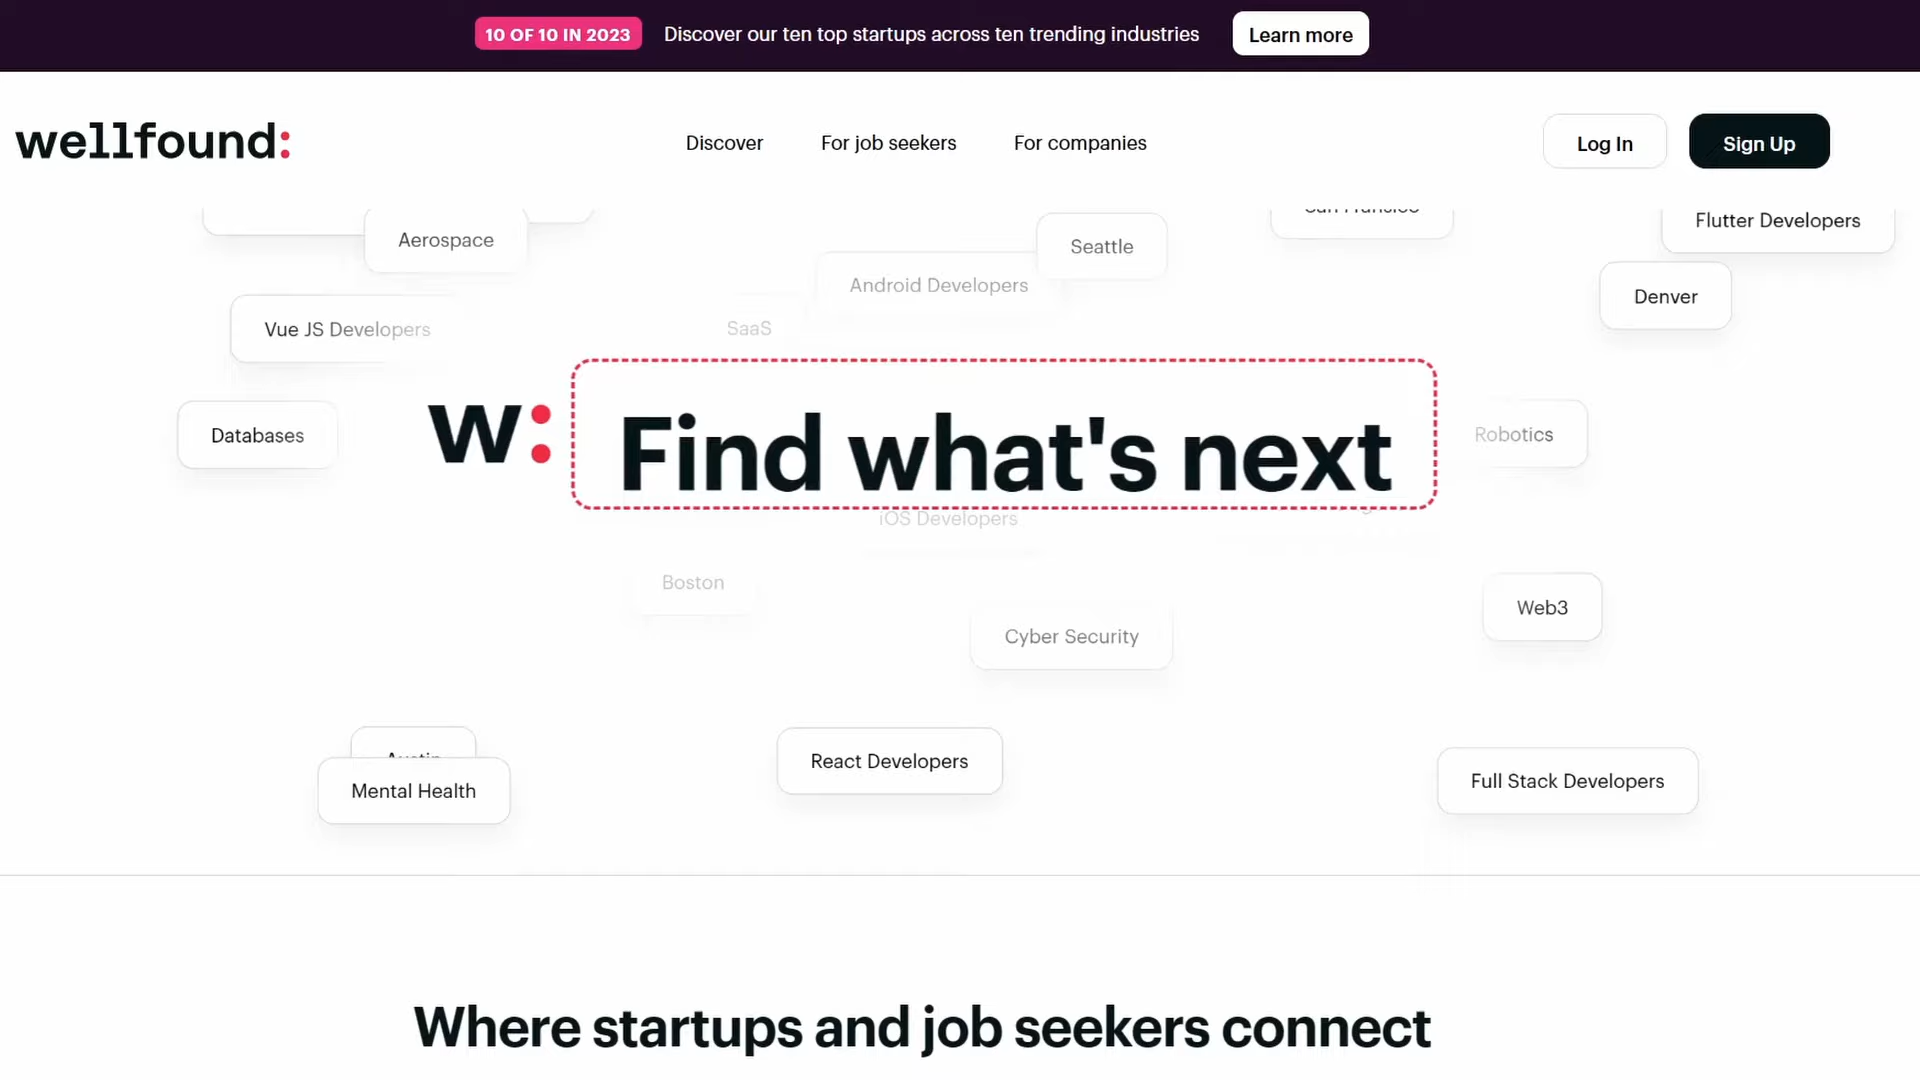 10 OF 10 IN 2023 Discover our ten top startups across ten trending industries Learn more
wellfound: Discover For job seekers For companies Log In Sign Up
Flutter Developers
Aerospace
Seattle
Android Developers
Denver
Vue JS Developers
SaaS
Databases
w: Find what's next
Robotics
iOS Developers
Boston
Web3
Cyber Security
React Developers
Full Stack Developers
Mental Health
Where startups and job seekers connect